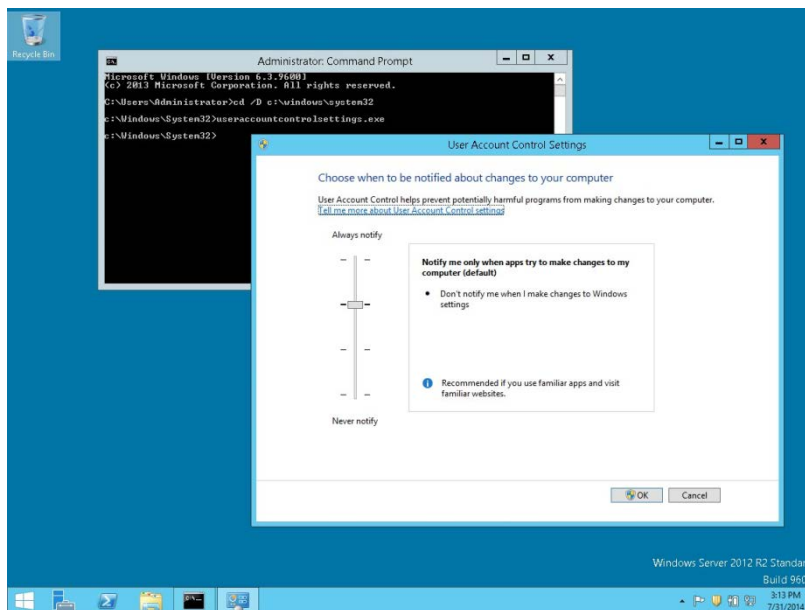 Recycle Bin
Administrator: Command Prompt
Microsoft Windows [Version 6.3.9600]
(c) 2013 Microsoft Corporation. All rights reserved.
C:\Users\Administrator>cd /D c:\windows\system32
c:\Windows\System32>useraccountcontrolsettings.exe
c:\Windows\System32>
User Account Control Settings
Choose when to be notified about changes to your computer
User Account Control helps prevent potentially harmful programs from making changes to your computer.
Tell me more about User Account Control settings
Always notify
Notify me only when apps try to make changes to my
computer (default)
• Don't notify me when I make changes to Windows
settings
Recommended if you use familiar apps and visit
familiar websites.
Never notify
OK
Cancel
Windows Server 2012 R2 Standar
Build 960
3:13 PM
7/31/2014